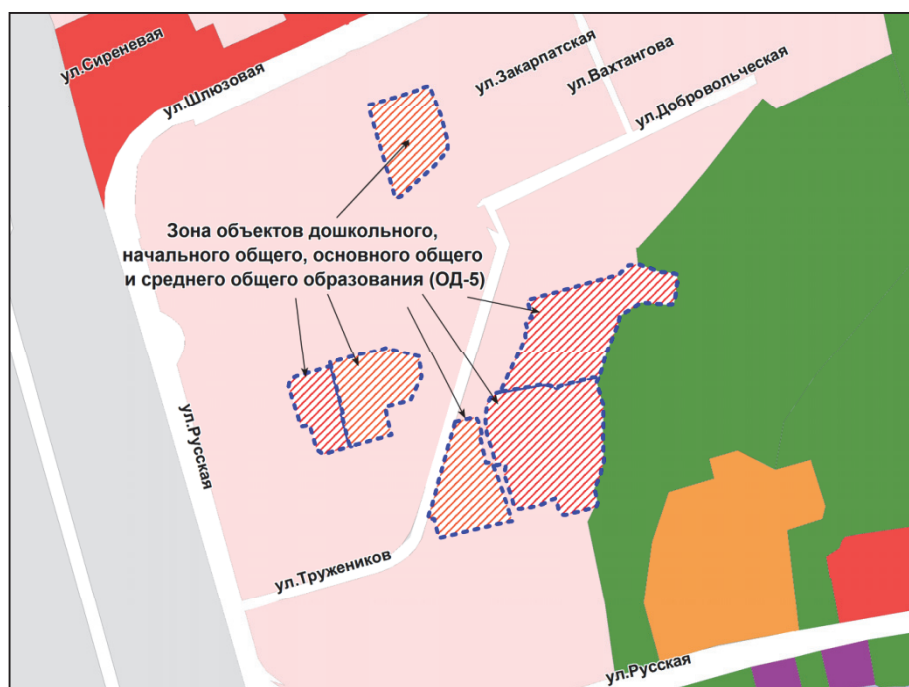 ул.Сиреневая
ул.Шлюзовая
ул.Закарпатская
ул.Вахтангова
ул.Добровольческая
Зона объектов дошкольного,
начального общего, основного общего
и среднего общего образования (ОД-5)
ул.Русская
ул.Тружеников
ул.Русская